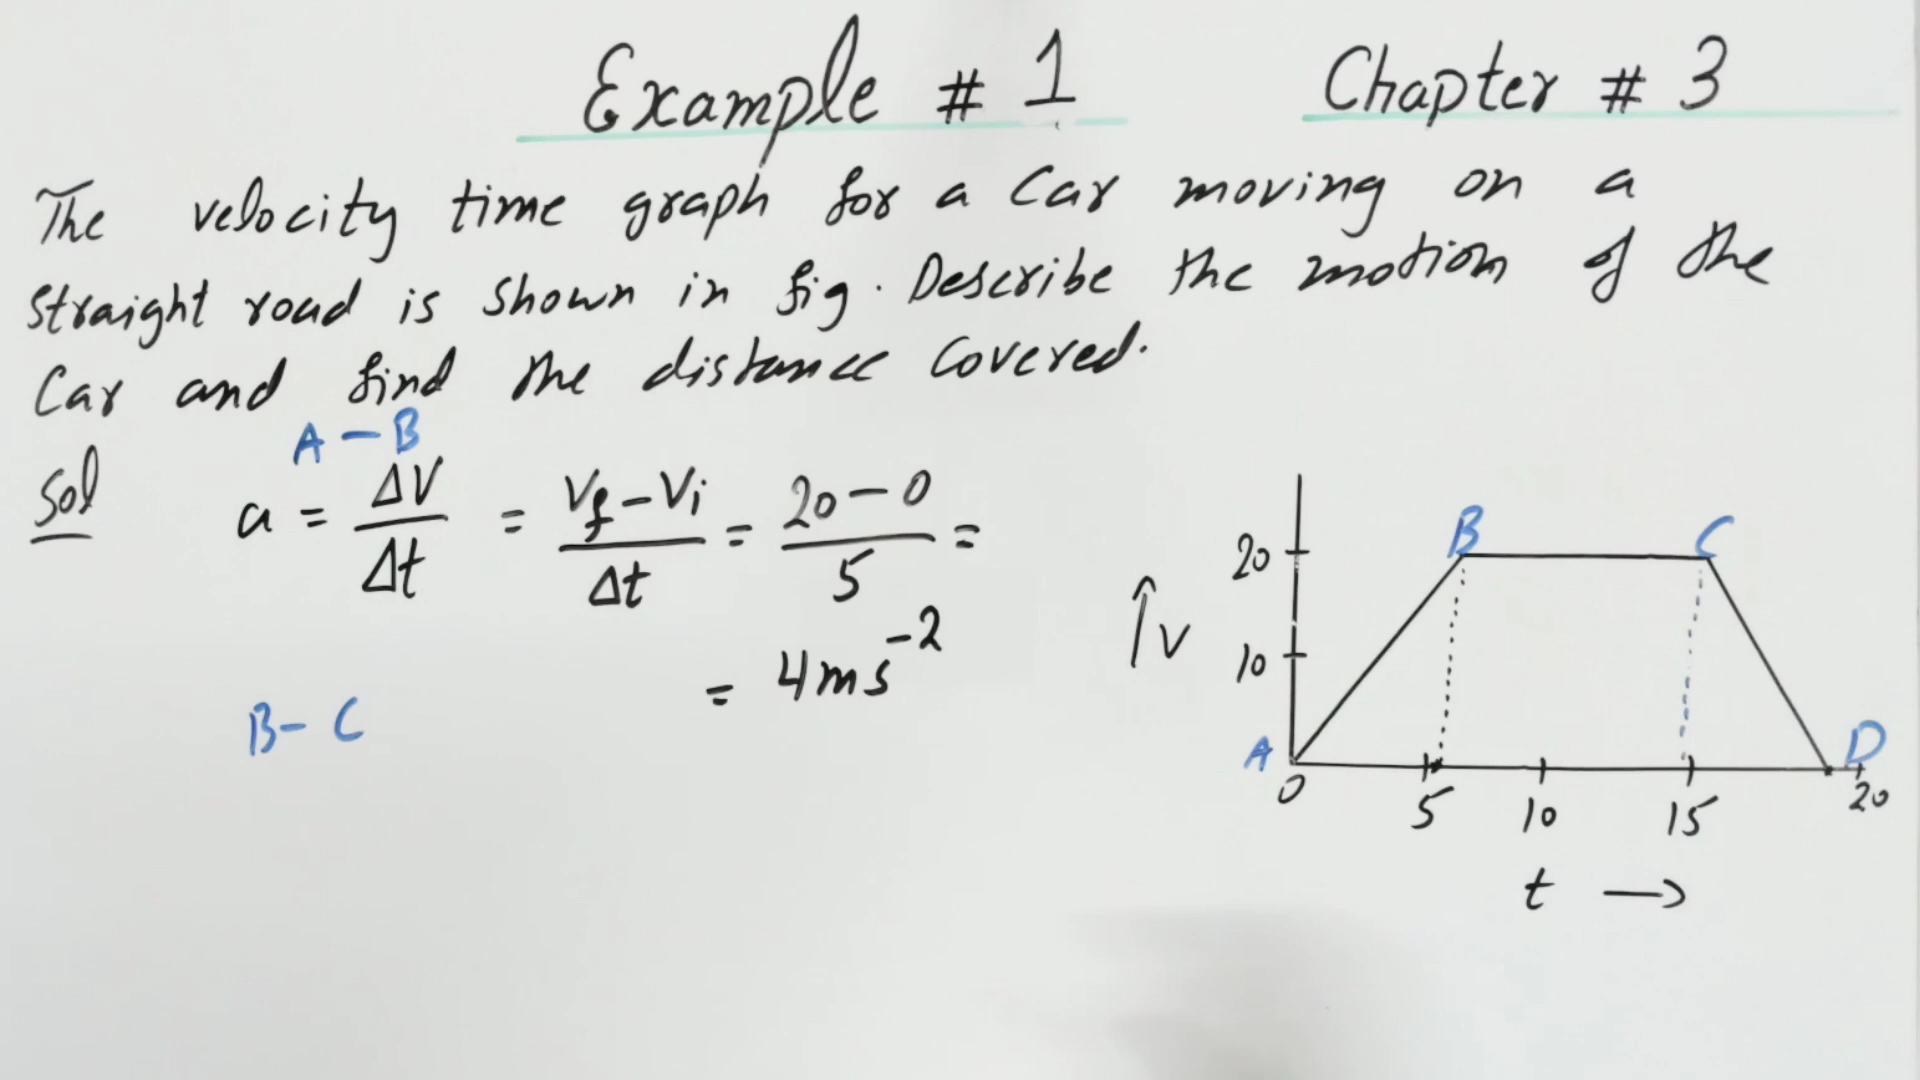 Example # 1 Chapter # 3
The velocity time graph for a Car moving on a
straight road is shown in fig. Describe the motion of the
Car and find the distance covered.
A - B
Sol a = ΔV/Δt = Vf - Vi/Δt = 20 - 0/5 =
= 4 ms⁻²
B - C
B C
20
↑ v
10
A D
0 5 10 15 20
t →